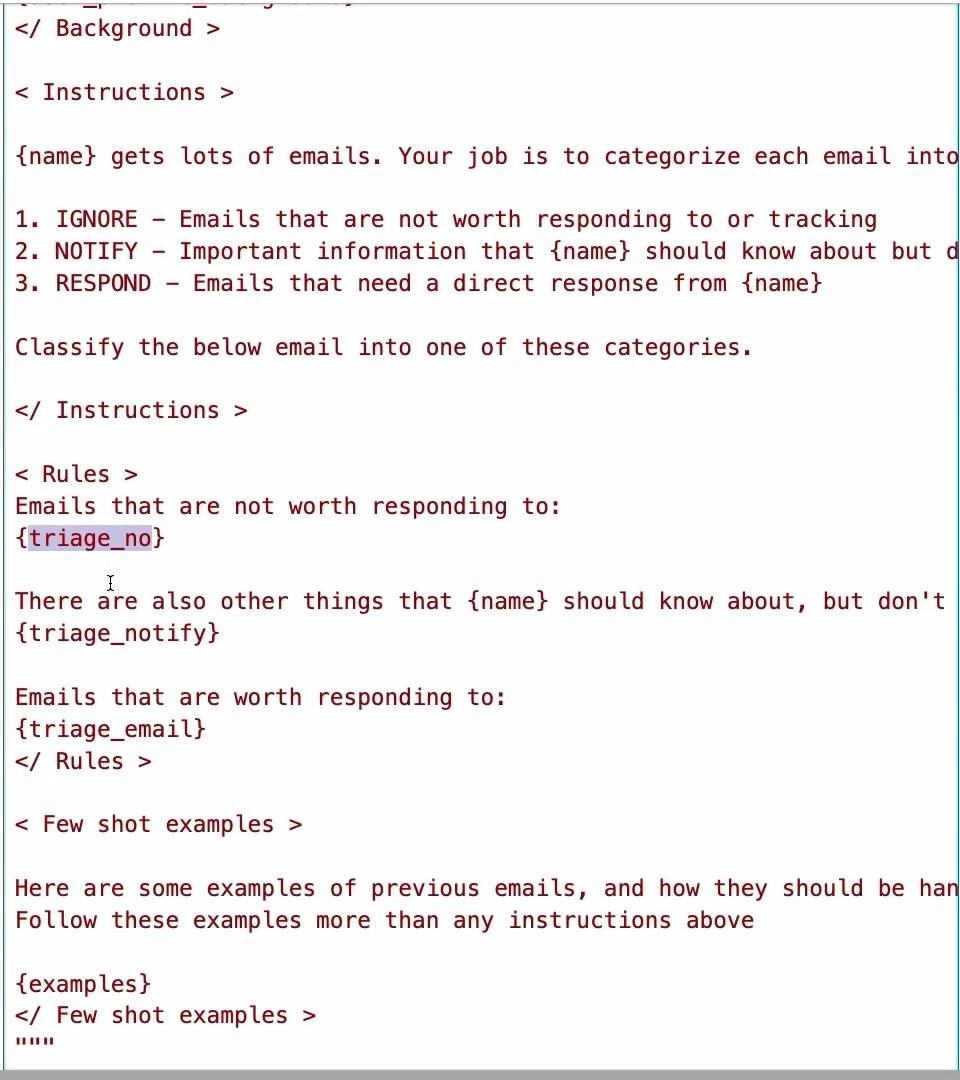 </ Background >
< Instructions >
{name} gets lots of emails. Your job is to categorize each email into
1. IGNORE – Emails that are not worth responding to or tracking
2. NOTIFY – Important information that {name} should know about but
3. RESPOND – Emails that need a direct response from {name}
Classify the below email into one of these categories.
</ Instructions >
< Rules >
Emails that are not worth responding to:
{triage_no}
There are also other things that {name} should know about, but don't
{triage_notify}
Emails that are worth responding to:
{triage_email}
</ Rules >
< Few shot examples >
Here are some examples of previous emails, and how they should be han
Follow these examples more than any instructions above
{examples}
</ Few shot examples >
"""